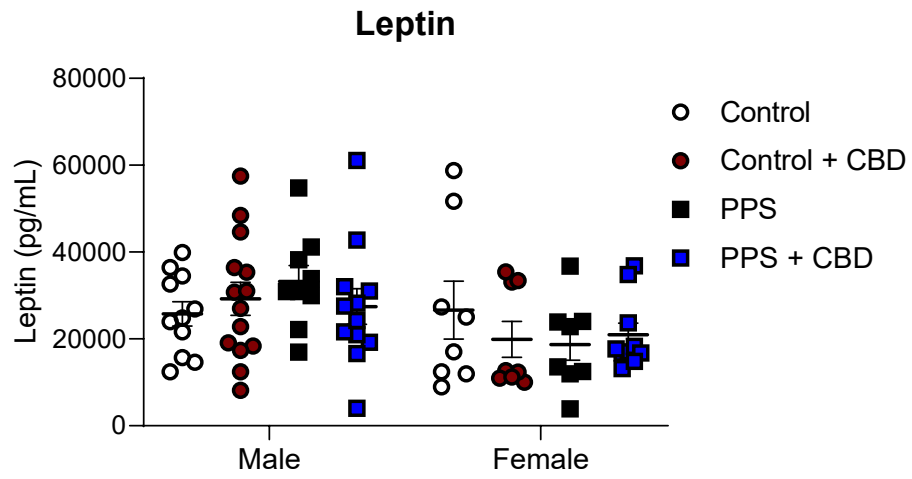 Leptin
Leptin (pg/mL)
80000
60000
40000
20000
0
Male
Female
Control
Control + CBD
PPS
PPS + CBD